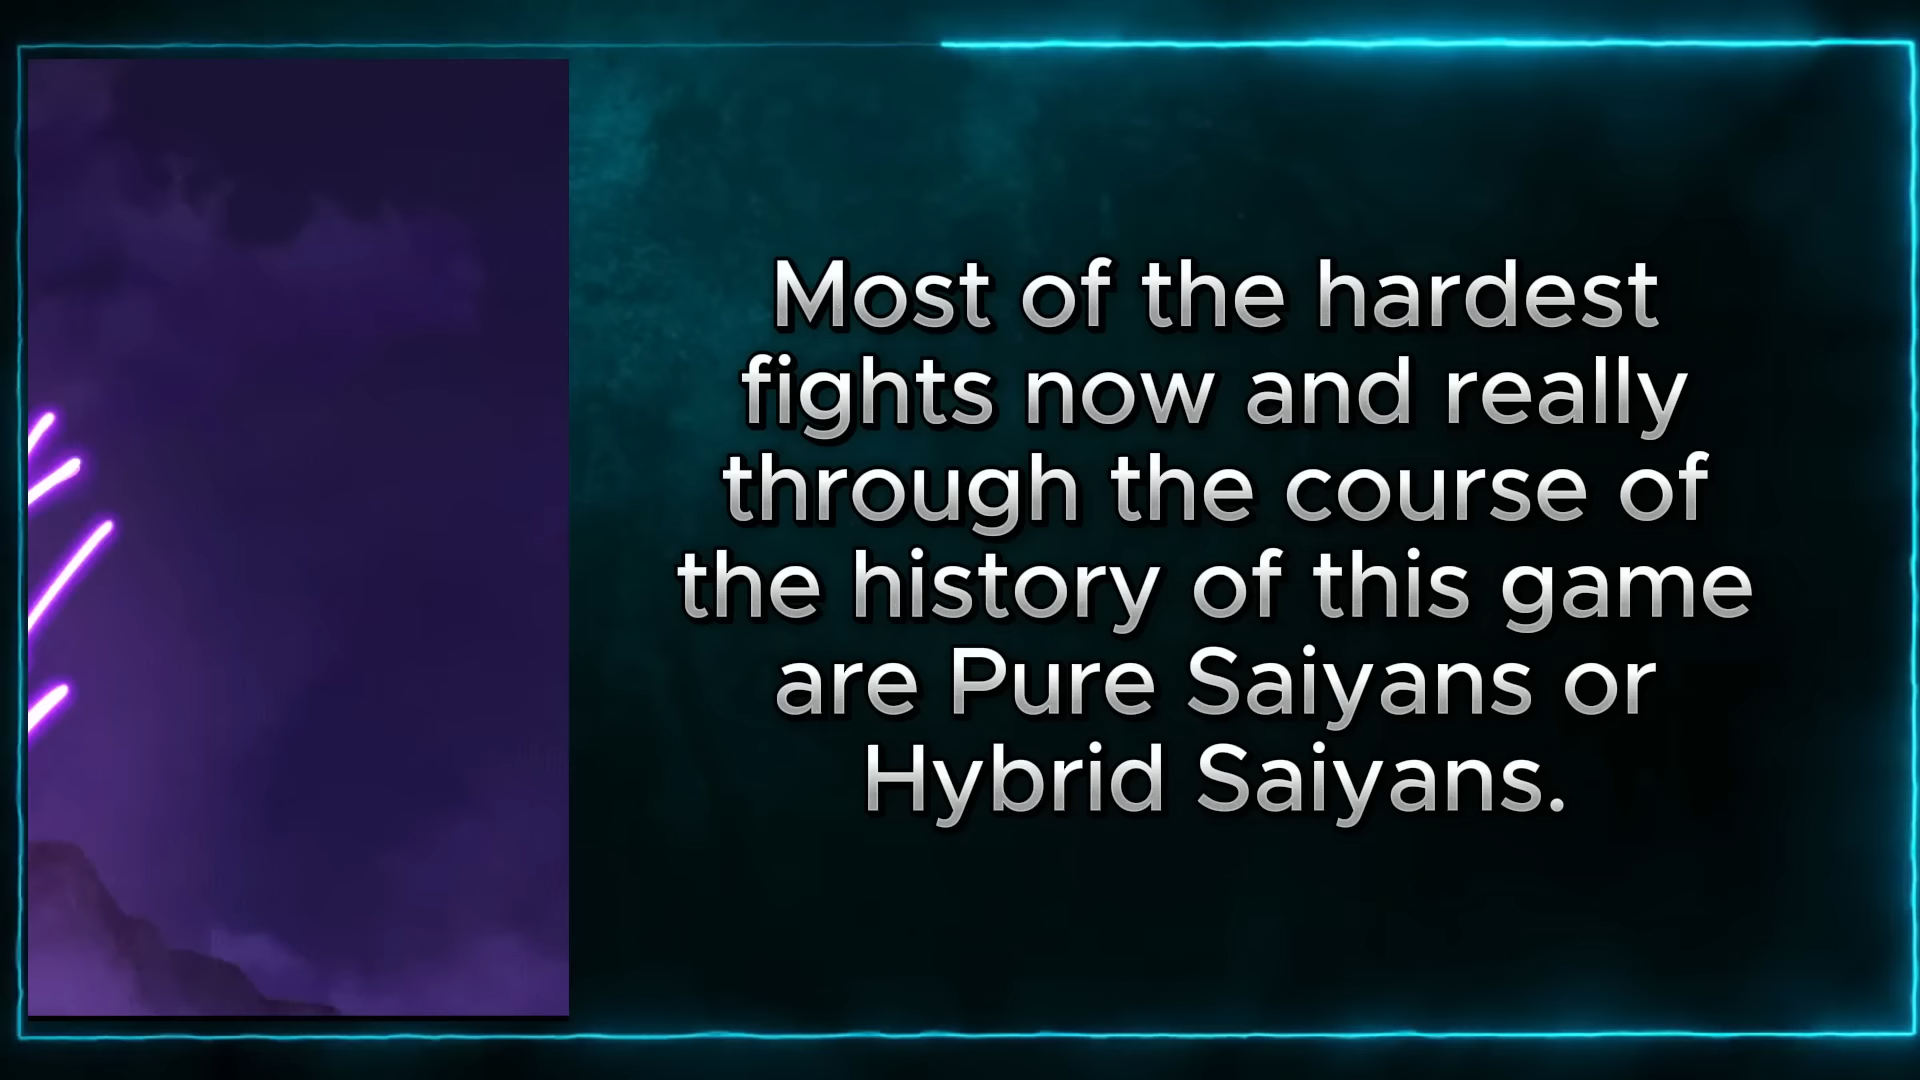 Most of the hardest
fights now and really
through the course of
the history of this game
are Pure Saiyans or
Hybrid Saiyans.